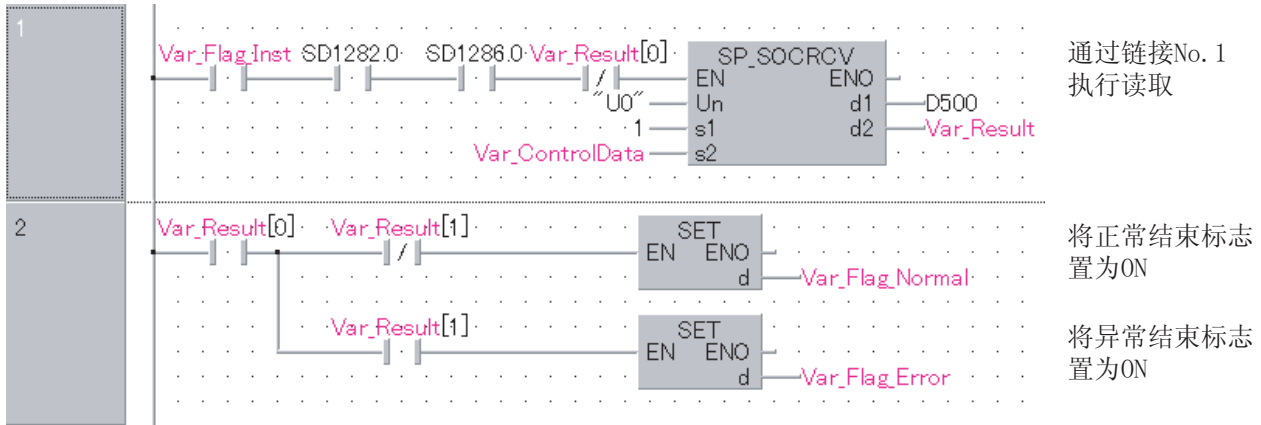 1
Var_Flag_Inst SD1282.0 SD1286.0 Var_Result[0] SP_SOCRCV
EN ENO
"U0" Un d1 D500
1 s1 d2 Var_Result
Var_ControlData s2
通过链接No.1
执行读取
2
Var_Result[0] Var_Result[1] SET
EN ENO
d Var_Flag_Normal
将正常结束标志
置为ON
Var_Result[1] SET
EN ENO
d Var_Flag_Error
将异常结束标志
置为ON